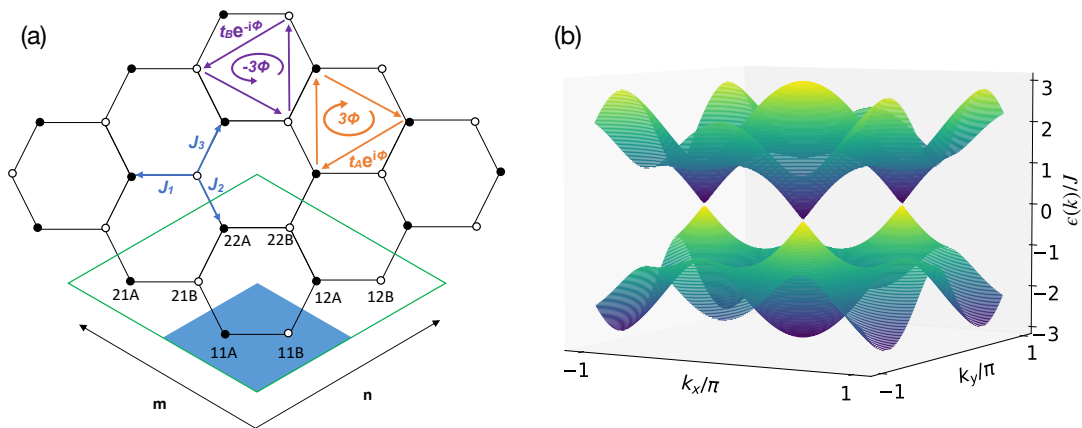 (a)
t_B e^{-iΦ}
-3Φ
3Φ
t_A e^{iΦ}
J_3
J_1
J_2
22A
22B
21A
21B
12A
12B
11A
11B
m
n
(b)
3
2
1
0
-1
-2
-3
ϵ(k)/J
-1
k_x/π
1
-1
k_y/π
1